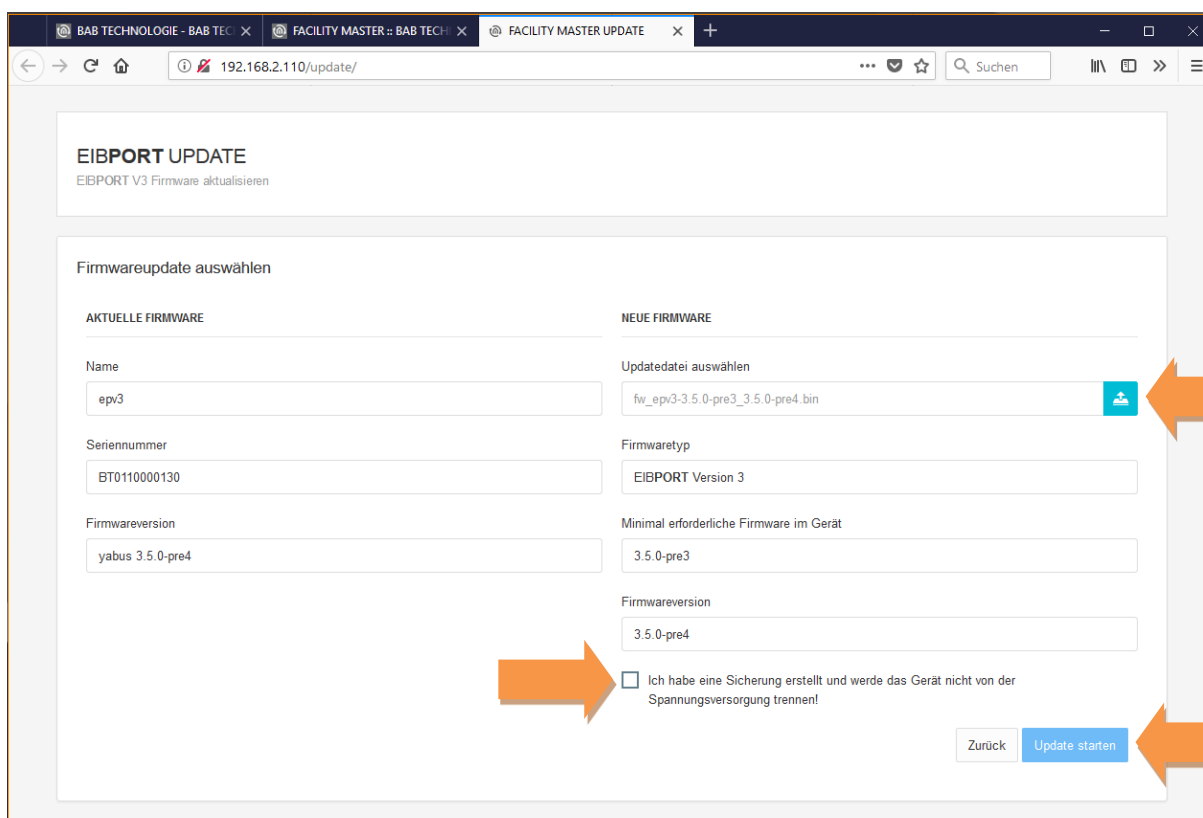 BAB TECHNOLOGIE - BAB TEC
FACILITY MASTER :: BAB TECH
FACILITY MASTER UPDATE
192.168.2.110/update/
Suchen
EIBPORT UPDATE
EIBPORT V3 Firmware aktualisieren
Firmwareupdate auswählen
AKTUELLE FIRMWARE
NEUE FIRMWARE
Name
Updatedatei auswählen
epv3
fw_epv3-3.5.0-pre3_3.5.0-pre4.bin
Seriennummer
Firmwaretyp
BT0110000130
EIBPORT Version 3
Firmwareversion
Minimal erforderliche Firmware im Gerät
yabus 3.5.0-pre4
3.5.0-pre3
Firmwareversion
3.5.0-pre4
Ich habe eine Sicherung erstellt und werde das Gerät nicht von der
Spannungsversorgung trennen!
Zurück
Update starten